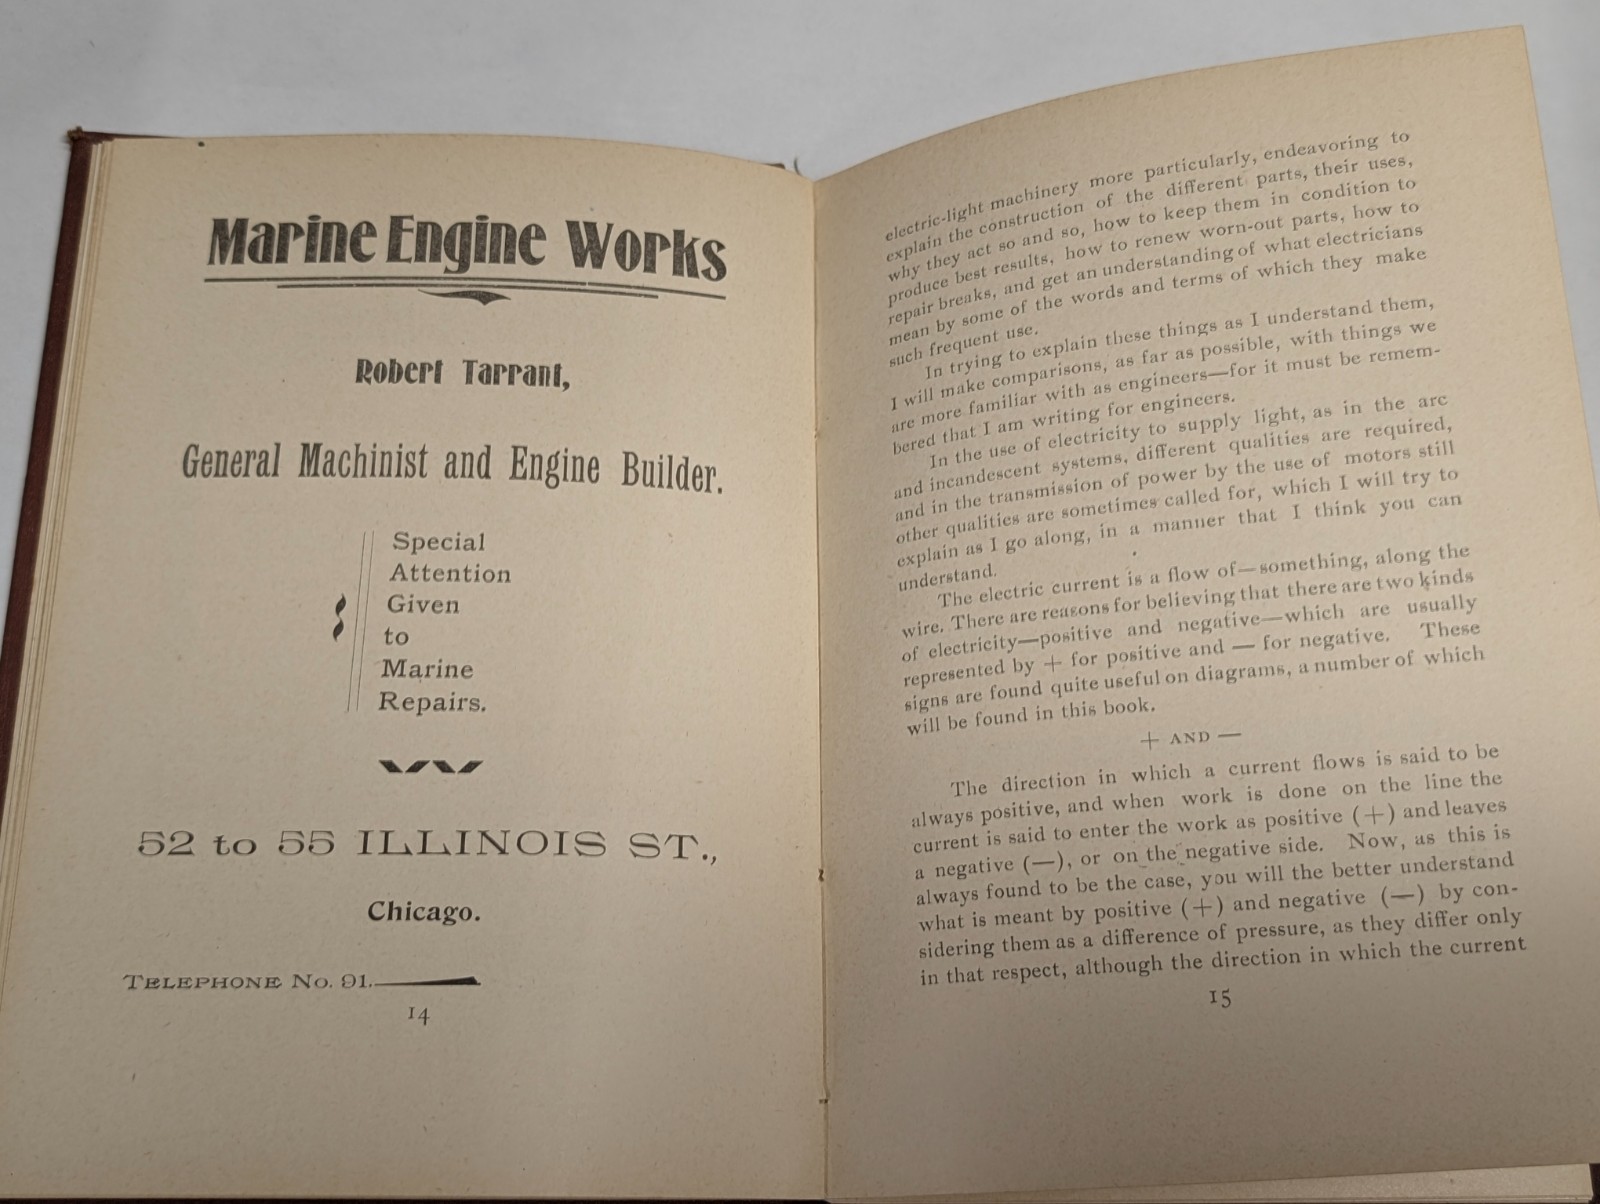 Marine Engine Works
Robert Tarrant,
General Machinist and Engine Builder.
Special
Attention
Given
to
Marine
Repairs.
52 to 55 ILLINOIS ST.,
Chicago.
TELEPHONE NO. 91.
14
electric-light machinery more particularly, endeavoring to
explain the construction of the different parts, their uses,
why they act so and so, how to keep them in condition to
produce best results, how to renew worn-out parts, how to
repair breaks, and get an understanding of what electricians
mean by some of the words and terms of which they make
such frequent use.
In trying to explain these things as I understand them,
I will make comparisons, as far as possible, with things we
are more familiar with as engineers—for it must be remem-
bered that I am writing for engineers.
In the use of electricity to supply light, as in the arc
and incandescent systems, different qualities are required,
and in the transmission of power by the use of motors still
other qualities are sometimes called for, which I will try to
explain as I go along, in a manner that I think you can
understand.
The electric current is a flow of—something, along the
wire. There are reasons for believing that there are two kinds
of electricity—positive and negative—which are usually
represented by + for positive and — for negative. These
signs are found quite useful on diagrams, a number of which
will be found in this book.
+ AND —
The direction in which a current flows is said to be
always positive, and when work is done on the line the
current is said to enter the work as positive (+) and leaves
a negative (—), or on the negative side. Now, as this is
always found to be the case, you will the better understand
what is meant by positive (+) and negative (—) by con-
sidering them as a difference of pressure, as they differ only
in that respect, although the direction in which the current
15